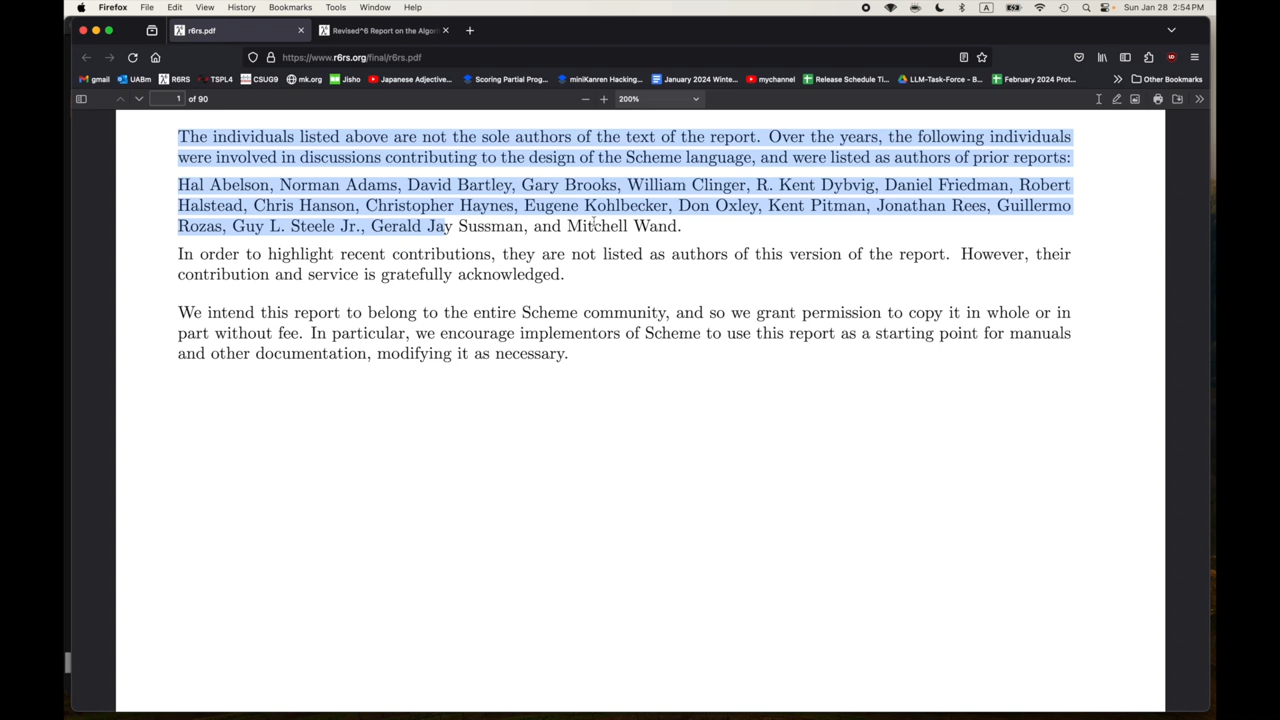 Firefox File Edit View History Bookmarks Tools Window Help A Sun Jan 28 2:54 PM
r6rs.pdf Revised^6 Report on the Algor
https://www.r6rs.org/final/r6rs.pdf
gmail UABm R6RS TSPL4 CSUG9 mk.org Jisho Japanese Adjective... Scoring Partial Prog... miniKanren Hacking... January 2024 Winte... mychannel Release Schedule Ti... LLM-Task-Force - B... February 2024 Prot... Other Bookmarks
1 of 90 200%
The individuals listed above are not the sole authors of the text of the report. Over the years, the following individuals
were involved in discussions contributing to the design of the Scheme language, and were listed as authors of prior reports:
Hal Abelson, Norman Adams, David Bartley, Gary Brooks, William Clinger, R. Kent Dybvig, Daniel Friedman, Robert
Halstead, Chris Hanson, Christopher Haynes, Eugene Kohlbecker, Don Oxley, Kent Pitman, Jonathan Rees, Guillermo
Rozas, Guy L. Steele Jr., Gerald Jay Sussman, and Mitchell Wand.
In order to highlight recent contributions, they are not listed as authors of this version of the report. However, their
contribution and service is gratefully acknowledged.
We intend this report to belong to the entire Scheme community, and so we grant permission to copy it in whole or in
part without fee. In particular, we encourage implementors of Scheme to use this report as a starting point for manuals
and other documentation, modifying it as necessary.